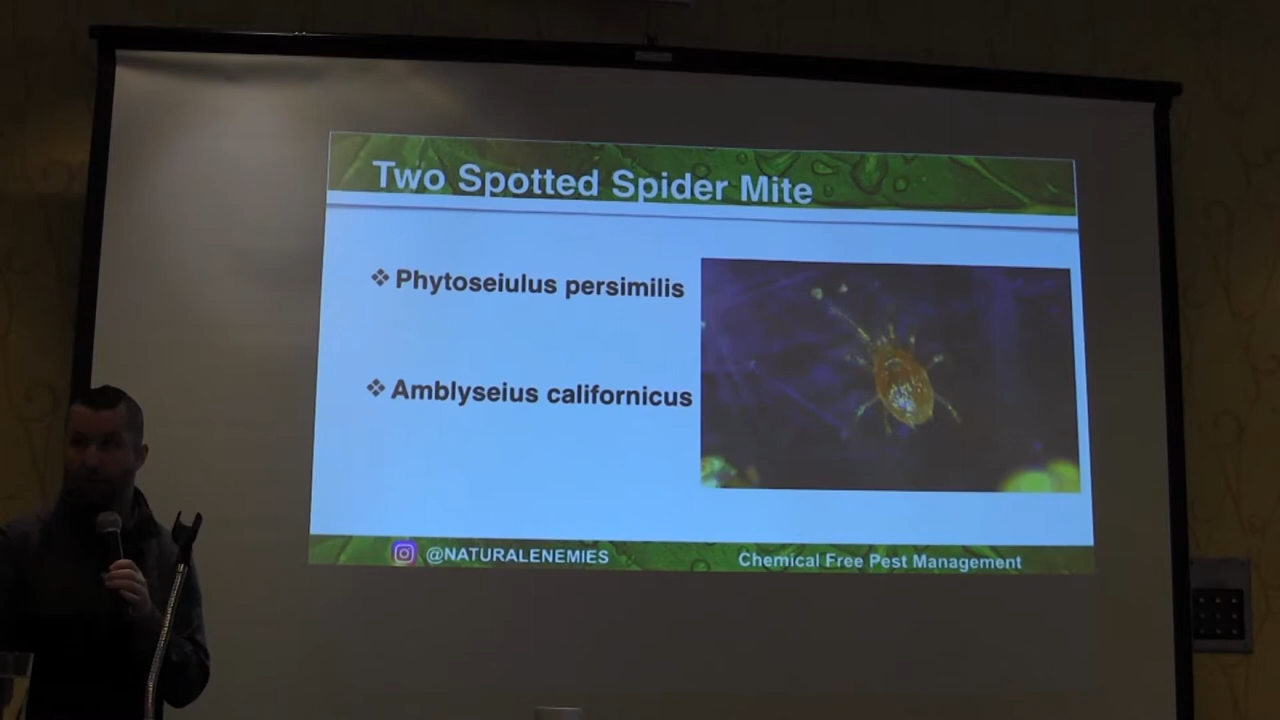 Two Spotted Spider Mite
❖ Phytoseiulus persimilis
❖ Amblyseius californicus
@NATURALENEMIES
Chemical Free Pest Management